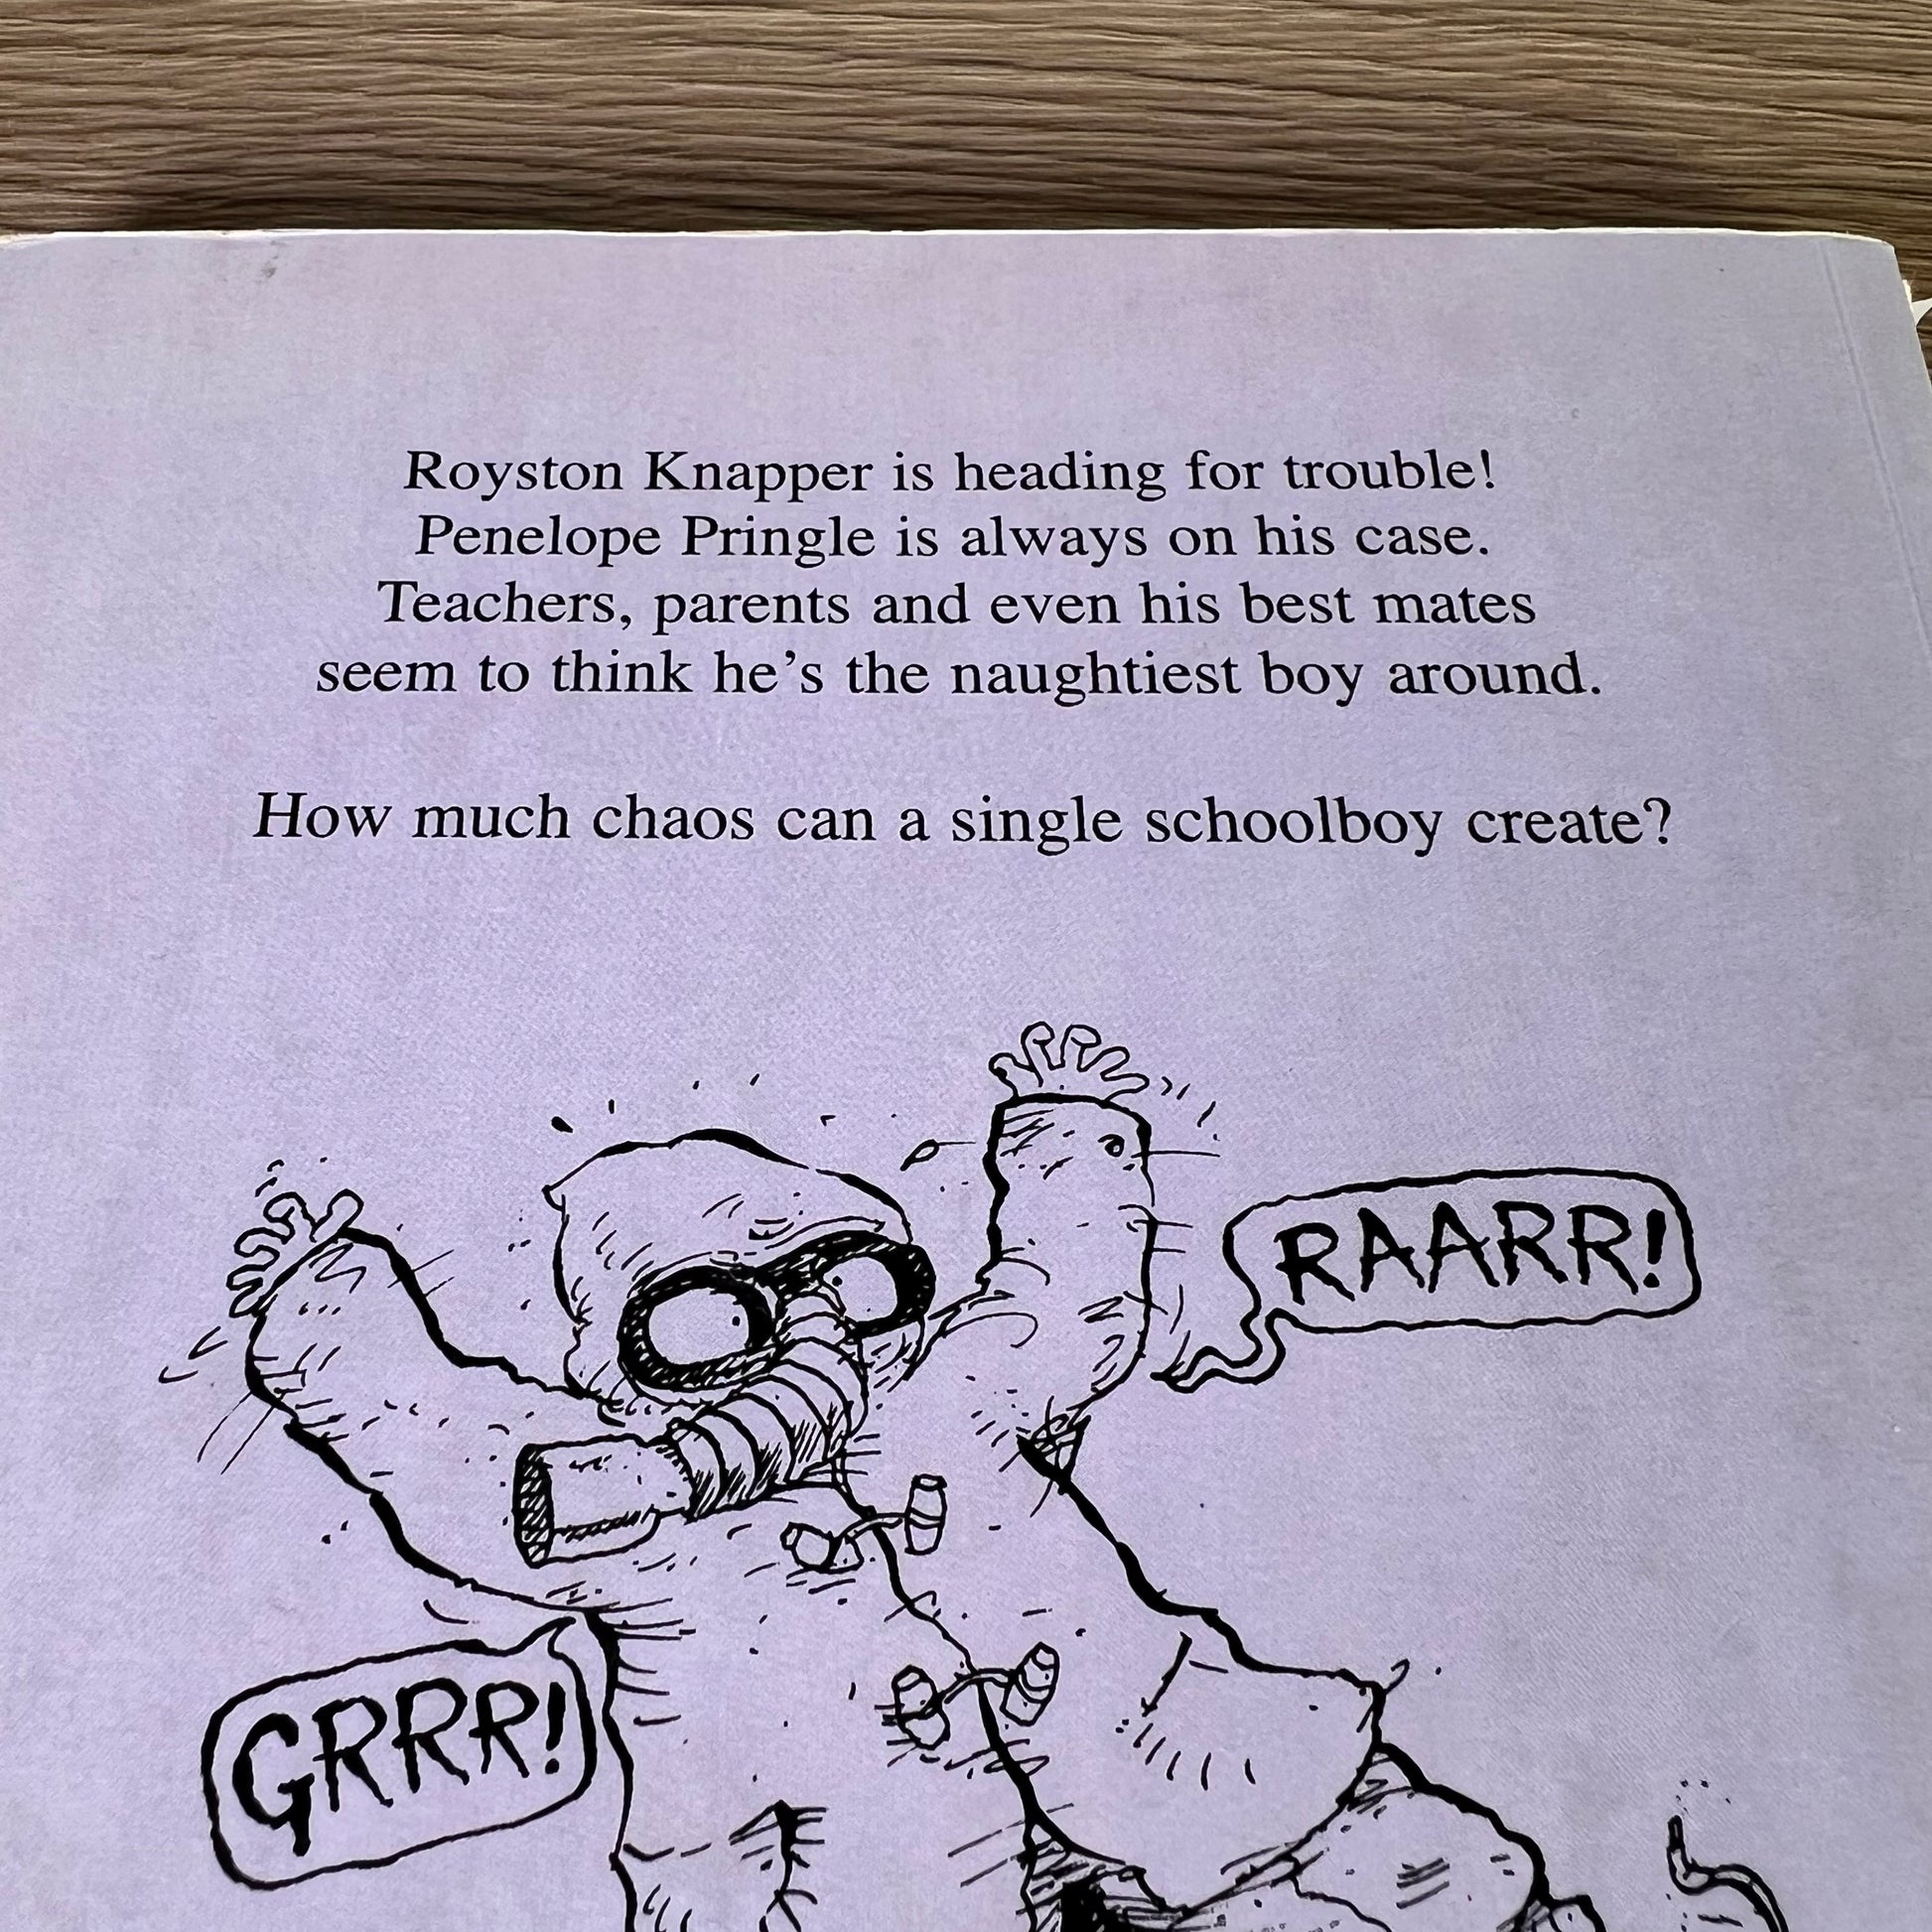 Royston Knapper is heading for trouble!
Penelope Pringle is always on his case.
Teachers, parents and even his best mates
seem to think he’s the naughtiest boy around.
How much chaos can a single schoolboy create?
RAARR!
GRRR!